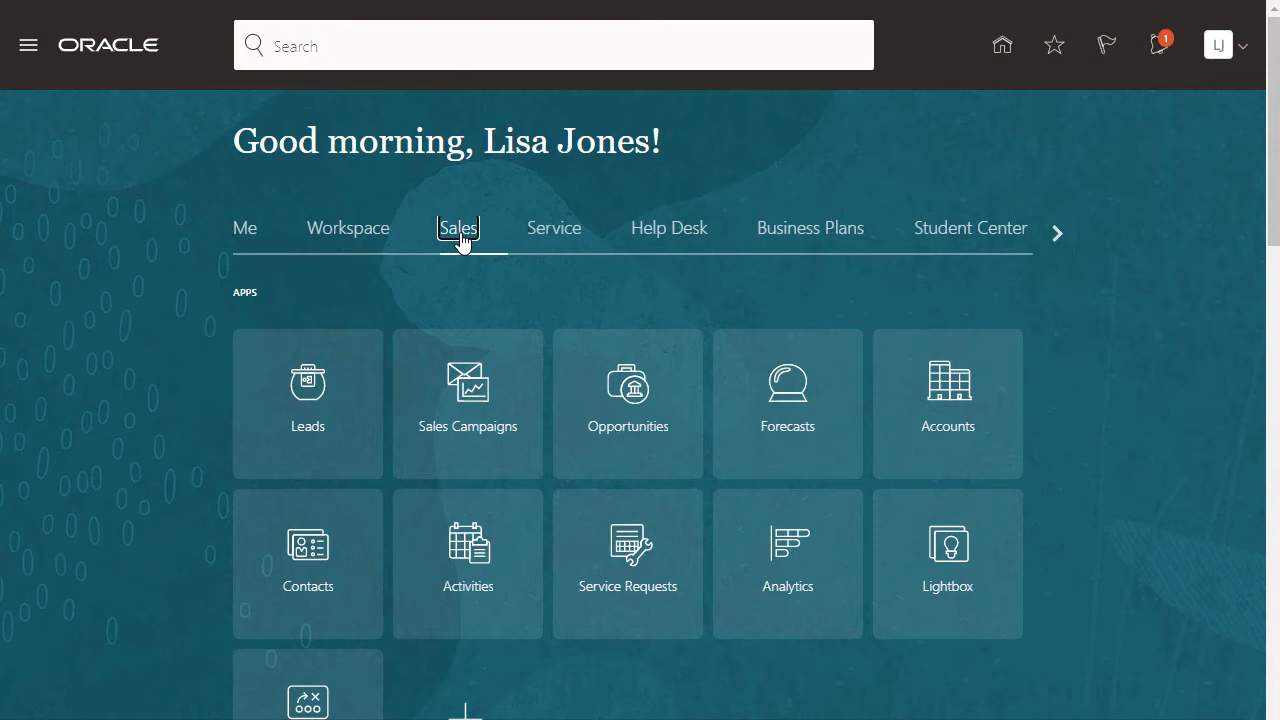 ORACLE
Search
1
LJ
Good morning, Lisa Jones!
Me Workspace Sales Service Help Desk Business Plans Student Center
APPS
Leads Sales Campaigns Opportunities Forecasts Accounts
Contacts Activities Service Requests Analytics Lightbox